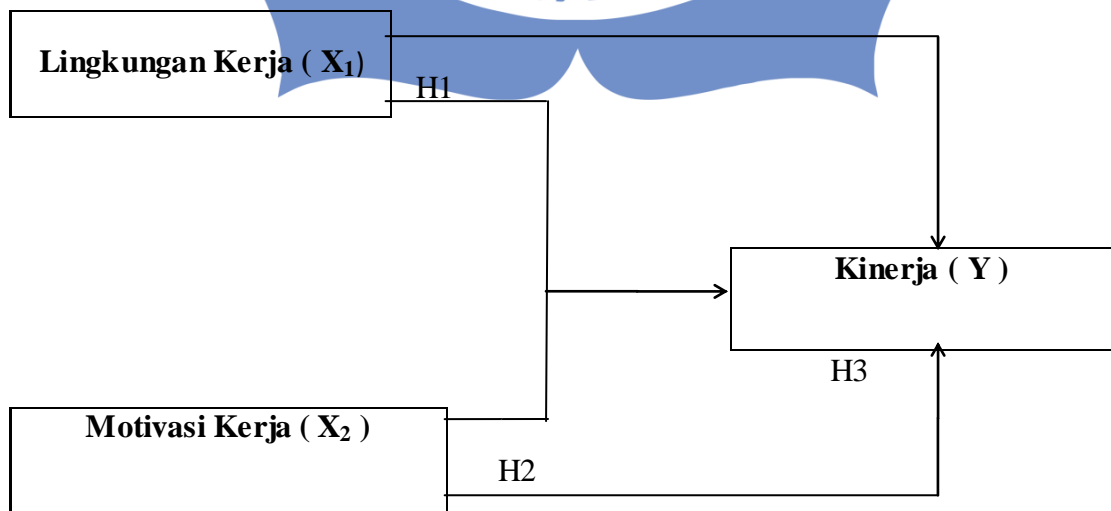 Lingkungan Kerja ( X₁)
H1
Kinerja ( Y )
H3
Motivasi Kerja ( X₂ )
H2